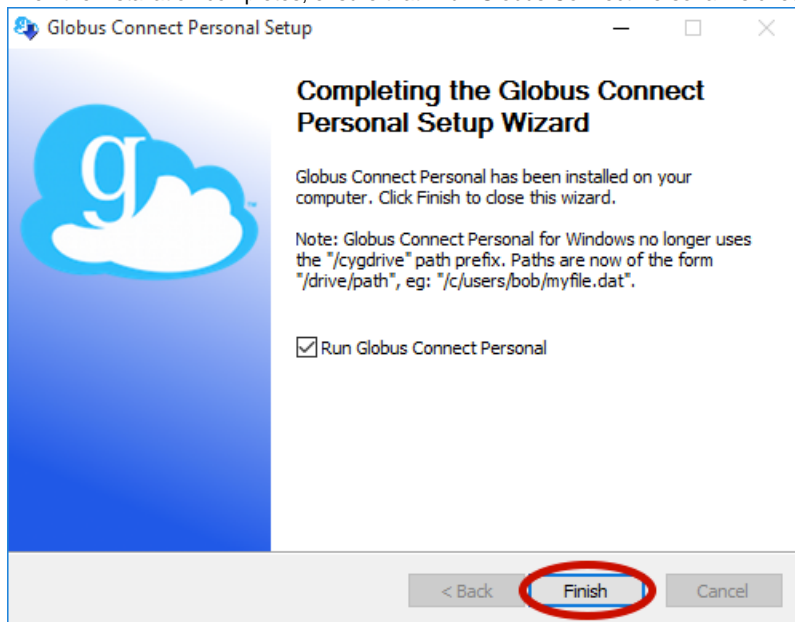 Globus Connect Personal Setup
Completing the Globus Connect
Personal Setup Wizard
g
™
Globus Connect Personal has been installed on your
computer. Click Finish to close this wizard.
Note: Globus Connect Personal for Windows no longer uses
the "/cygdrive" path prefix. Paths are now of the form
"/drive/path", eg: "/c/users/bob/myfile.dat".
Run Globus Connect Personal
< Back Finish Cancel